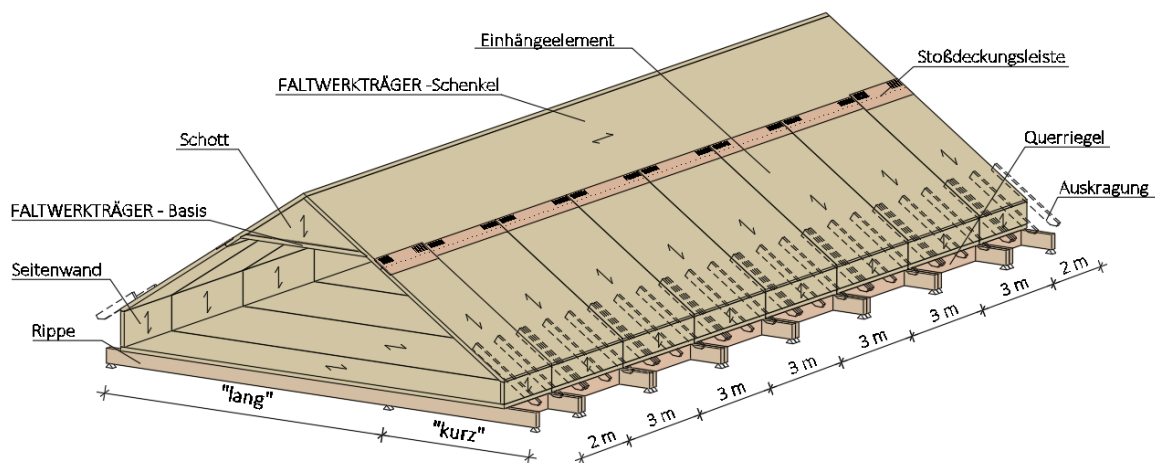 Einhängeelement
Stoßdeckungsleiste
FALTWERKTRÄGER -Schenkel
Schott
Querriegel
Auskragung
FALTWERKTRÄGER - Basis
Seitenwand
Rippe
"lang"
"kurz"
2 m
3 m
3 m
3 m
3 m
3 m
3 m
2 m